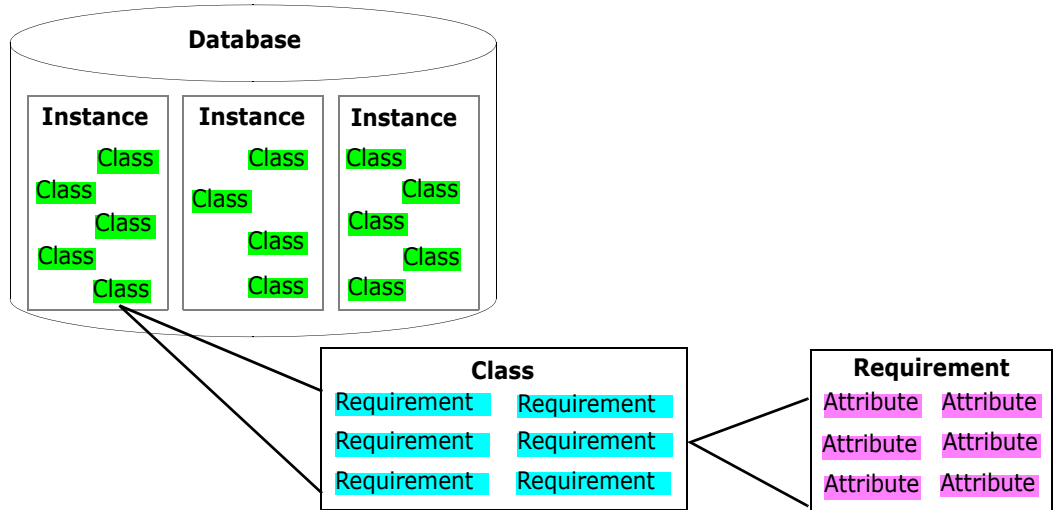 Database
Instance Instance Instance
Class Class Class
Class Class Class
Class Class Class
Class Class Class
Class Class Class
Class Requirement
Requirement Requirement Attribute Attribute
Requirement Requirement Attribute Attribute
Requirement Requirement Attribute Attribute